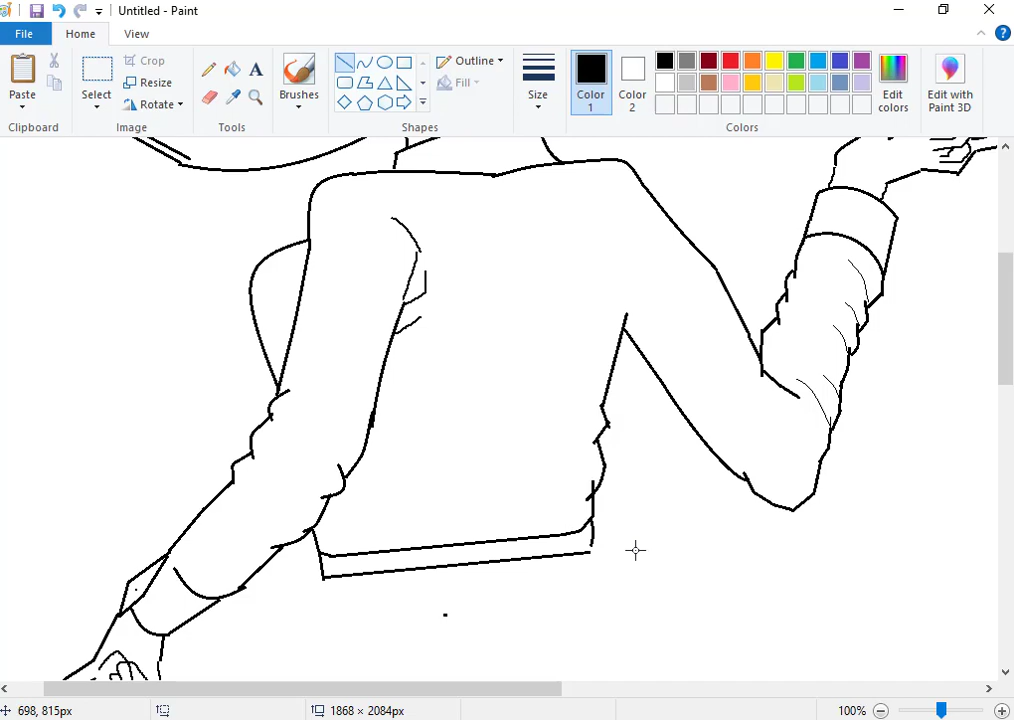 Untitled - Paint
File
Home
View
Paste
Clipboard
Select
Crop
Resize
Rotate
Image
A
Tools
Brushes
Outline
Fill
Shapes
Size
Color 1
Color 2
Edit colors
Colors
Edit with Paint 3D
698, 815px
1868 × 2084px
100%